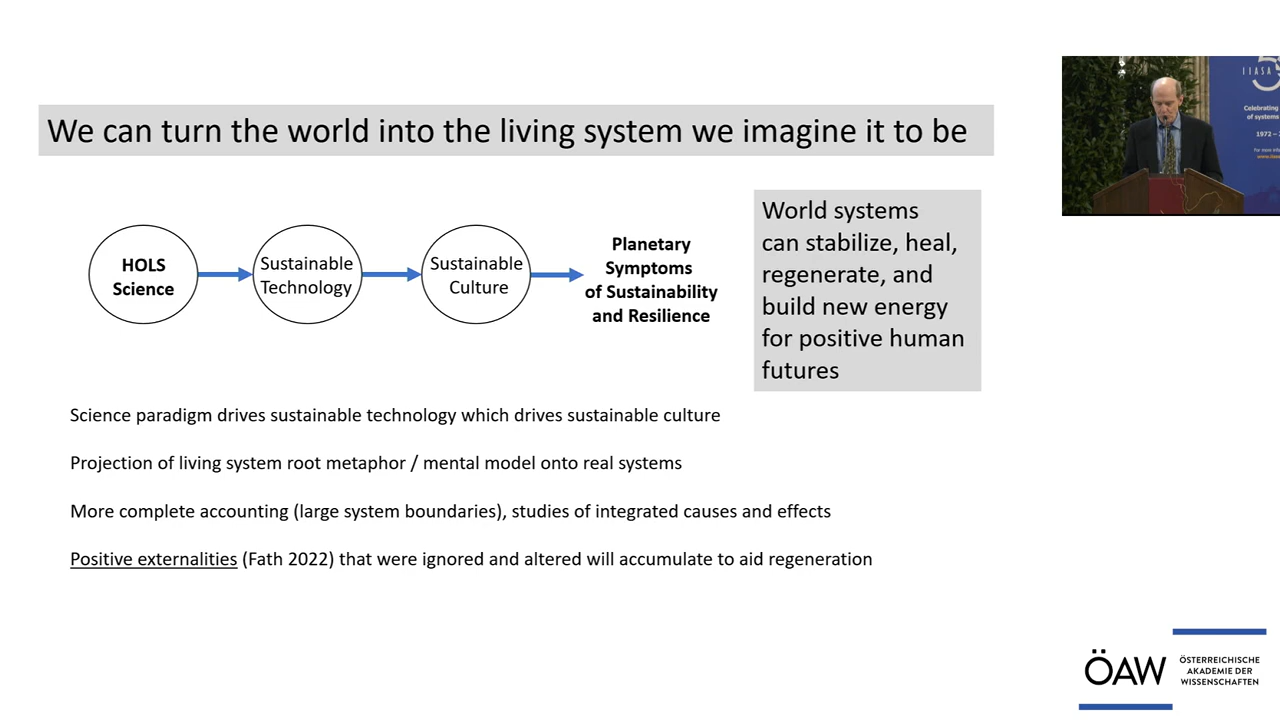 We can turn the world into the living system we imagine it to be
HOLS
Science
Sustainable
Technology
Sustainable
Culture
Planetary
Symptoms
of Sustainability
and Resilience
World systems
can stabilize, heal,
regenerate, and
build new energy
for positive human
futures
Science paradigm drives sustainable technology which drives sustainable culture
Projection of living system root metaphor / mental model onto real systems
More complete accounting (large system boundaries), studies of integrated causes and effects
Positive externalities (Fath 2022) that were ignored and altered will accumulate to aid regeneration
IIASA
Celebrating
of systems
1972 – 
ÖAW
ÖSTERREICHISCHE
AKADEMIE DER
WISSENSCHAFTEN